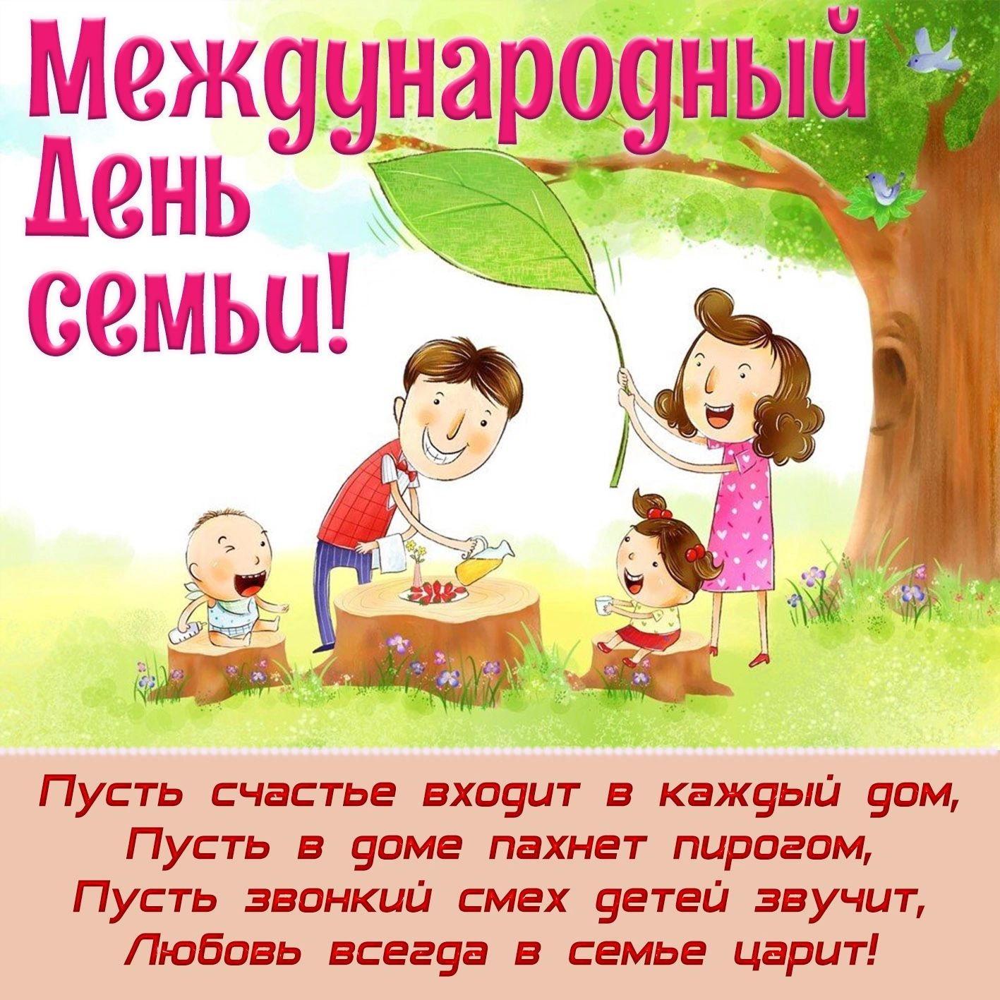 Международный
День
семьи!
Пусть счастье входит в каждый дом,
Пусть в доме пахнет пирогом,
Пусть звонкий смех детей звучит,
Любовь всегда в семье царит!